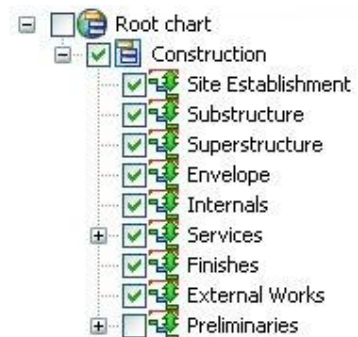 Root chart
Construction
Site Establishment
Substructure
Superstructure
Envelope
Internals
Services
Finishes
External Works
Preliminaries